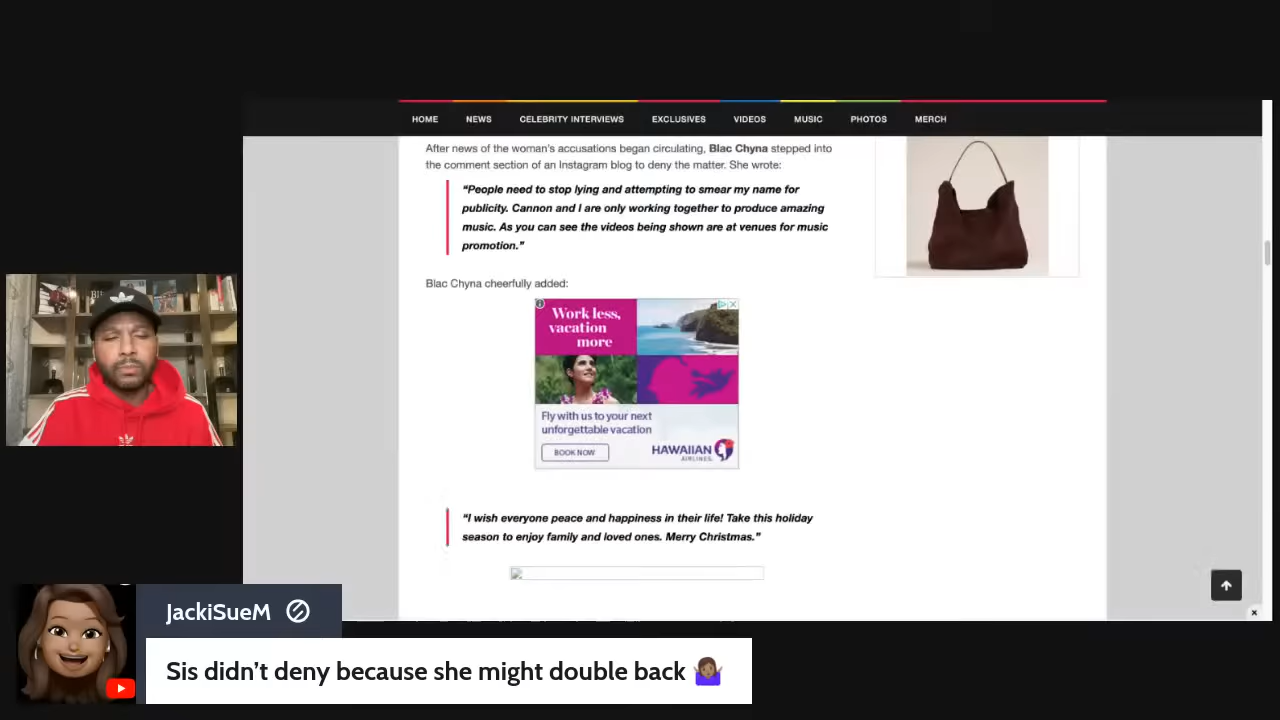 HOME NEWS CELEBRITY INTERVIEWS EXCLUSIVES VIDEOS MUSIC PHOTOS MERCH
After news of the woman's accusations began circulating, Blac Chyna stepped into
the comment section of an Instagram blog to deny the matter. She wrote:
“People need to stop lying and attempting to smear my name for
publicity. Cannon and I are only working together to produce amazing
music. As you can see the videos being shown are at venues for music
promotion.”
Blac Chyna cheerfully added:
Work less,
vacation
more
Fly with us to your next
unforgettable vacation
BOOK NOW
HAWAIIAN
AIRLINES.
“I wish everyone peace and happiness in their life! Take this holiday
season to enjoy family and loved ones. Merry Christmas.”
JackiSueM
Sis didn’t deny because she might double back 🤷🏽‍♀️